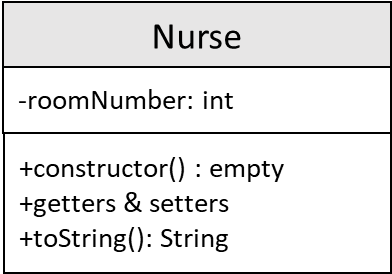 Nurse
-roomNumber: int
+constructor() : empty
+getters & setters
+toString(): String